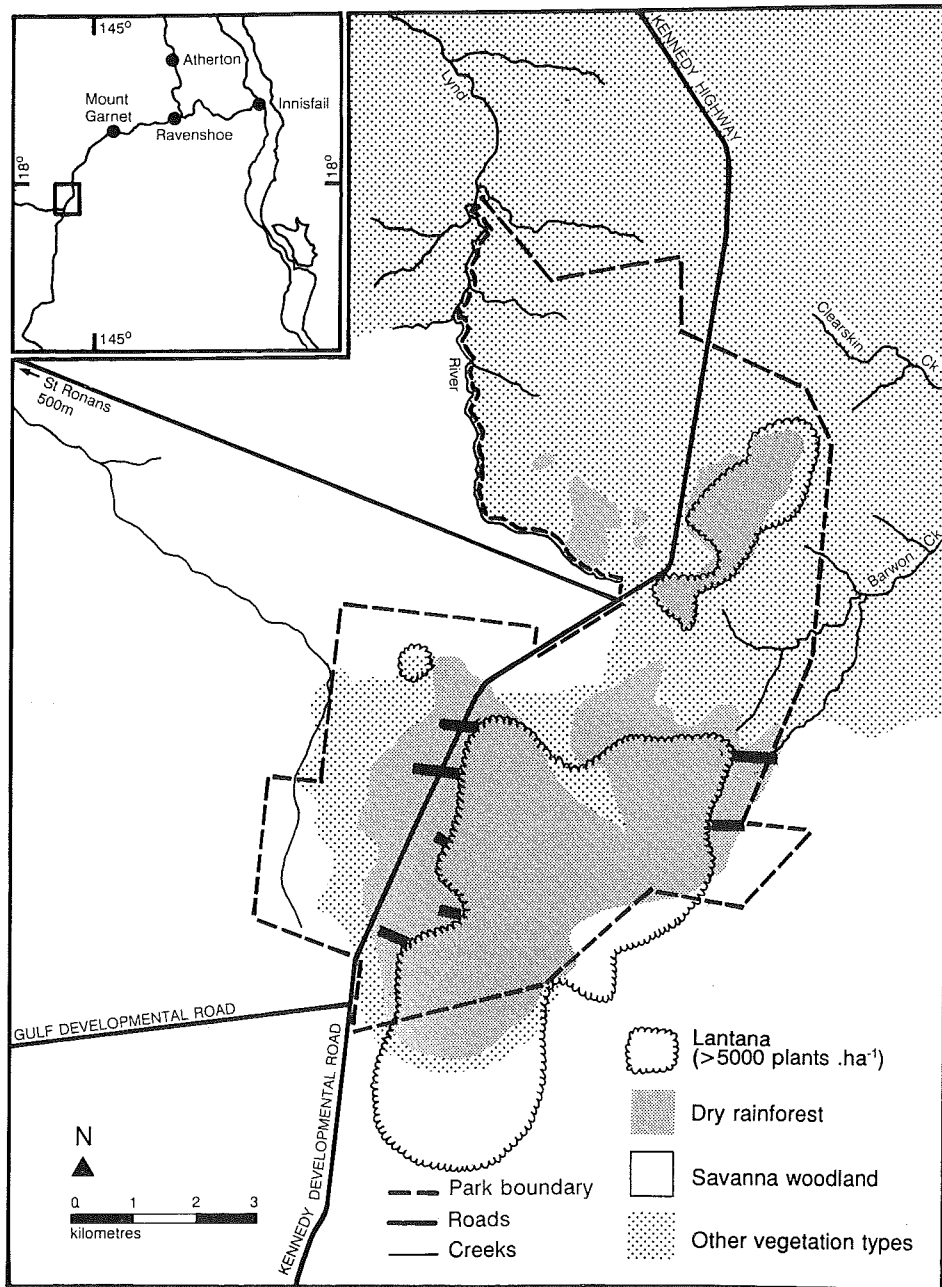 145°
Atherton
Mount
Garnet
Innisfail
Ravenshoe
18°
18°
145°
KENNEDY HIGHWAY
Lynd
River
Clearskin Ck
St Ronans
500m
Barwon Ck
GULF DEVELOPMENTAL ROAD
KENNEDY DEVELOPMENTAL ROAD
N
0 1 2 3
kilometres
Park boundary
Roads
Creeks
Lantana
(>5000 plants .ha⁻¹)
Dry rainforest
Savanna woodland
Other vegetation types